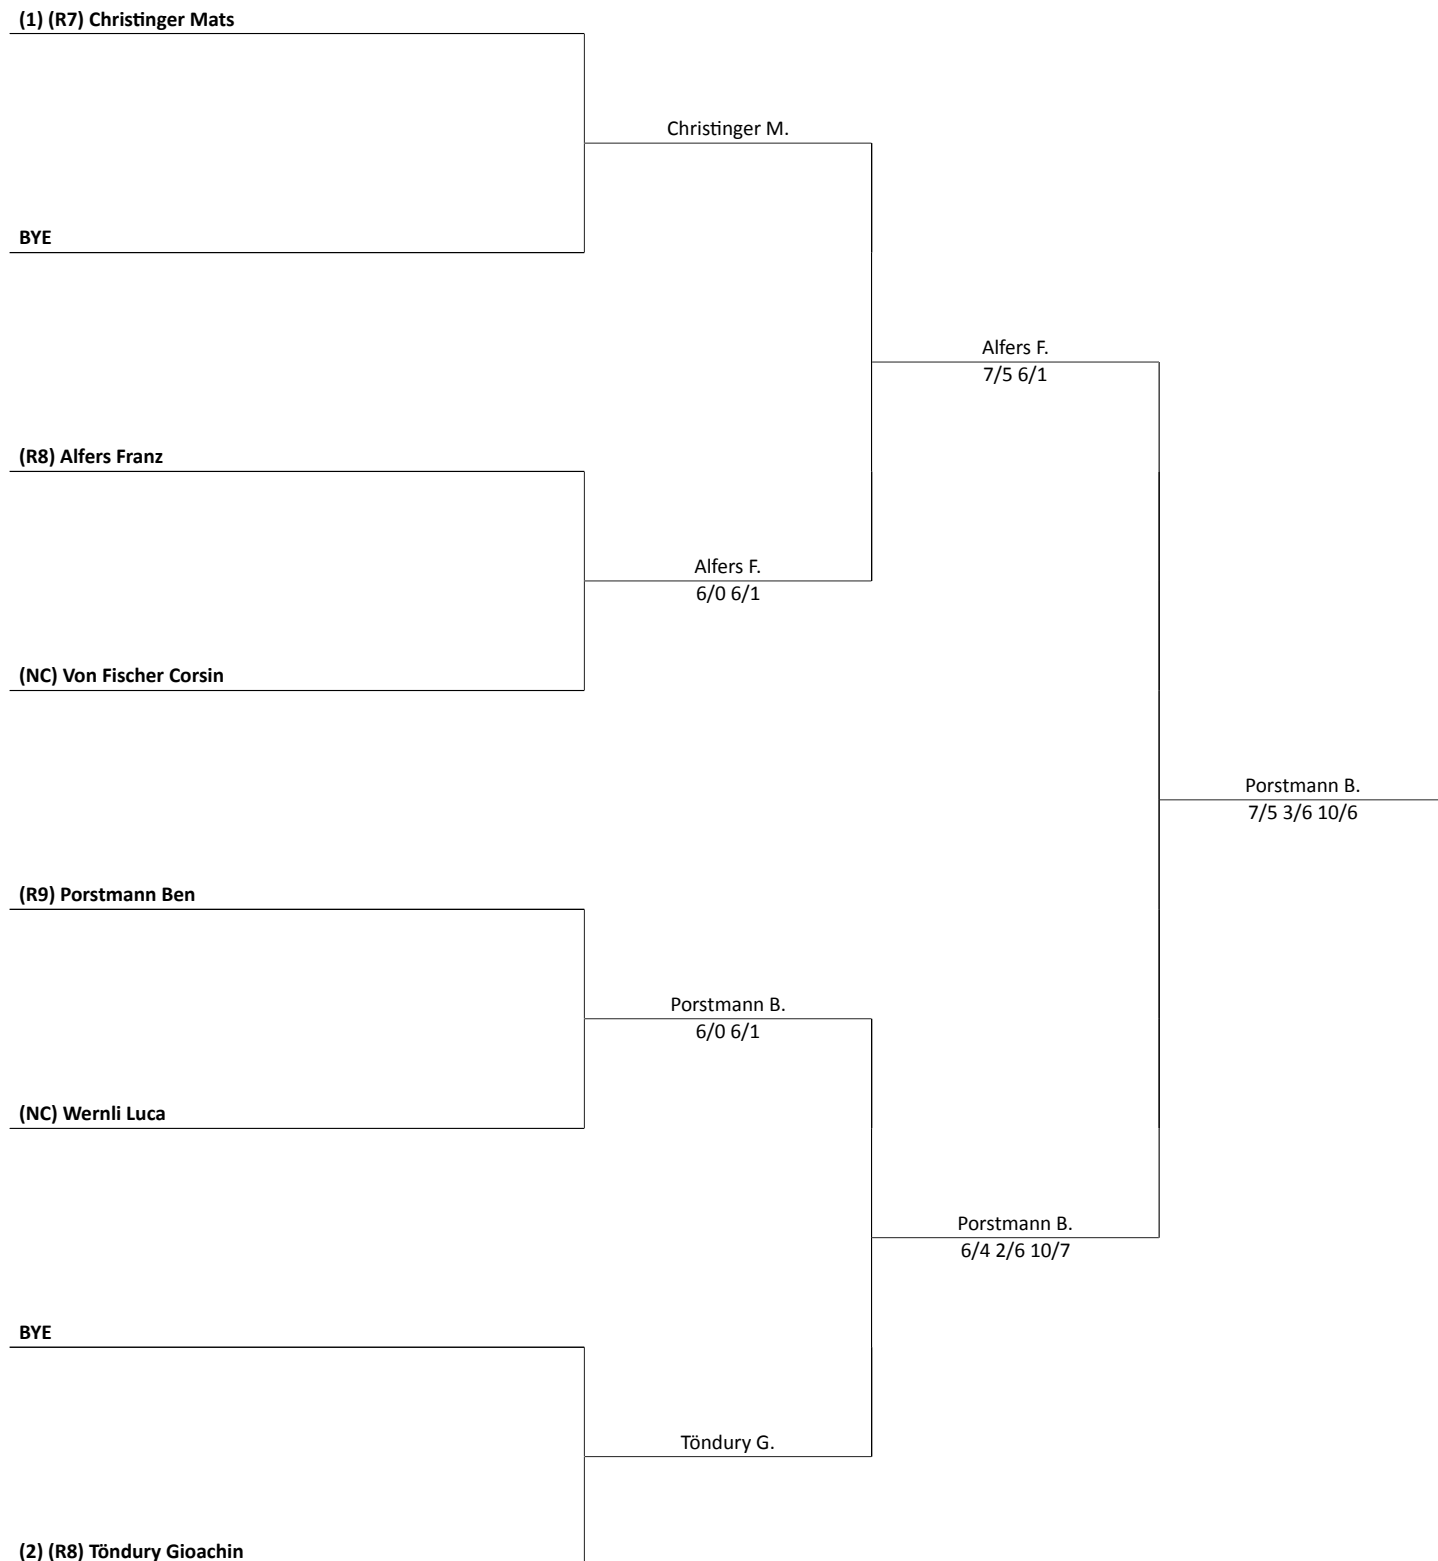 (1) (R7) Christinger Mats
Christinger M.
BYE
Alfers F.
7/5 6/1
(R8) Alfers Franz
Alfers F.
6/0 6/1
(NC) Von Fischer Corsin
Porstmann B.
7/5 3/6 10/6
(R9) Porstmann Ben
Porstmann B.
6/0 6/1
(NC) Wernli Luca
Porstmann B.
6/4 2/6 10/7
BYE
Töndury G.
(2) (R8) Töndury Gioachin